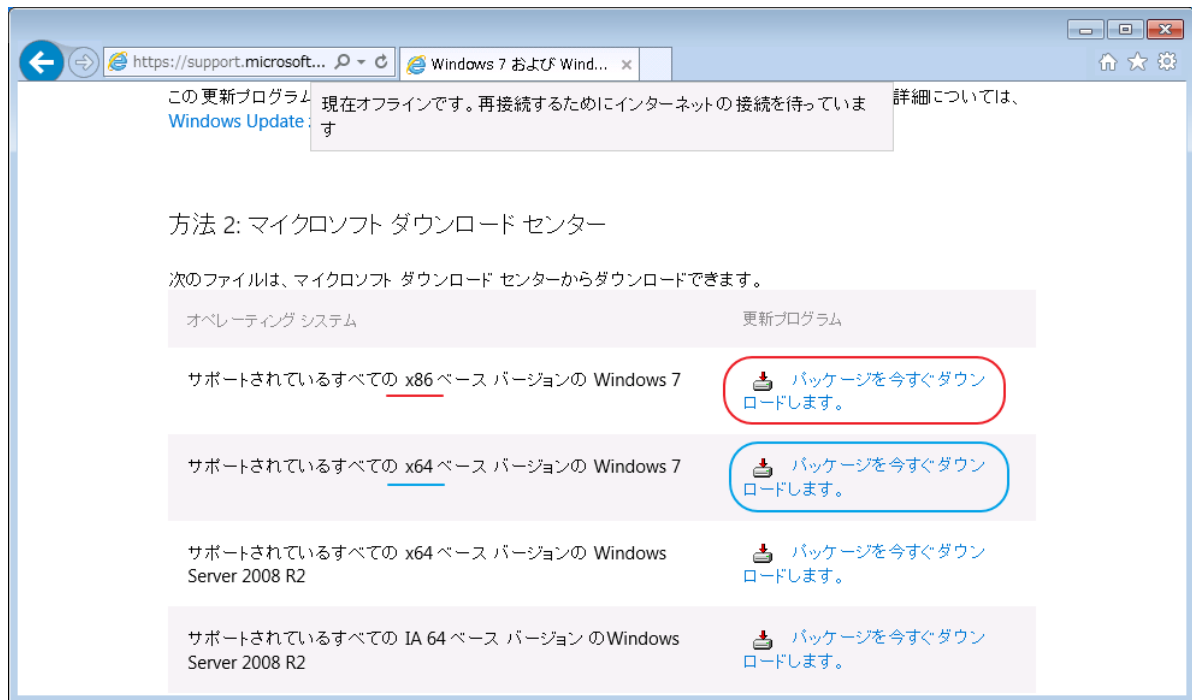 https://support.microsoft...
Windows 7 および Wind...
この更新プログラム
詳細については、
Windows Update
現在オフラインです。再接続するためにインターネットの接続を待っていま
す
方法 2: マイクロソフト ダウンロード センター
次のファイルは、マイクロソフト ダウンロード センターからダウンロードできます。
オペレーティング システム
更新プログラム
サポートされているすべての x86 ベース バージョンの Windows 7
パッケージを今すぐダウン
ロードします。
サポートされているすべての x64 ベース バージョンの Windows 7
パッケージを今すぐダウン
ロードします。
サポートされているすべての x64 ベース バージョンの Windows
Server 2008 R2
パッケージを今すぐダウン
ロードします。
サポートされているすべての IA 64 ベース バージョン のWindows
Server 2008 R2
パッケージを今すぐダウン
ロードします。